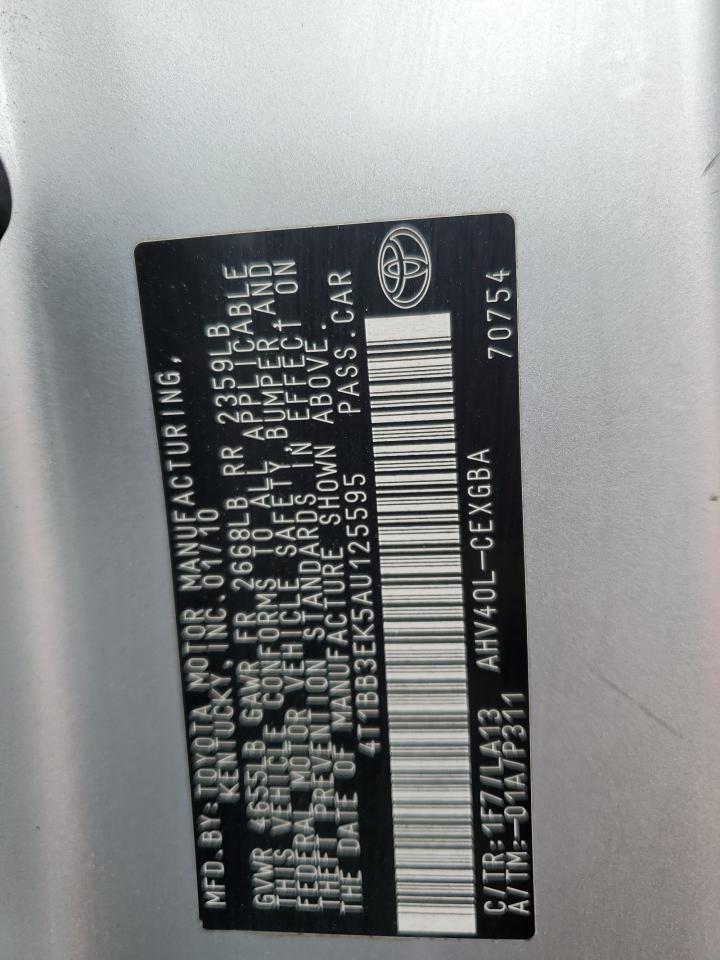 MFD.BY:TOYOTA MOTOR MANUFACTURING,
KENTUCKY, INC.01/10
GVWR 4655LB GAWR FR 2668LB RR 2359LB
THIS VEHICLE CONFORMS TO ALL APPLICABLE
FEDERAL MOTOR VEHICLE SAFETY, BUMPER, AND
THEFT PREVENTION STANDARDS IN EFFECT ON
THE DATE OF MANUFACTURE SHOWN ABOVE.
4T1BB3EK5AU125595 PASS.CAR
C/TR:1F7/LA13 AHV40L-CEXGBA 70754
A/TM:-01A/P311